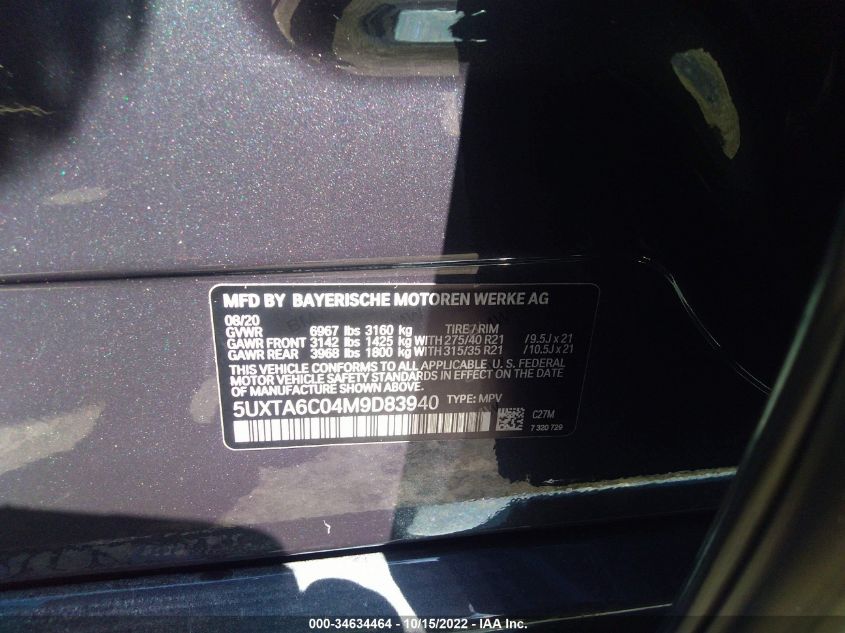 MFD BY BAYERISCHE MOTOREN WERKE AG
08/20
GVWR 6967 lbs 3160 kg TIRE / RIM
GAWR FRONT 3142 lbs 1425 kg WITH 275/40 R21 / 9.5J x 21
GAWR REAR 3968 lbs 1800 kg WITH 315/35 R21 / 10.5J x 21
THIS VEHICLE CONFORMS TO ALL APPLICABLE U.S. FEDERAL
MOTOR VEHICLE SAFETY STANDARDS IN EFFECT ON THE DATE
OF MANUFACTURE SHOWN ABOVE.
5UXTA6C04M9D83940 TYPE: MPV
C27M
7 320 729
000-34634464 - 10/15/2022 - IAA Inc.